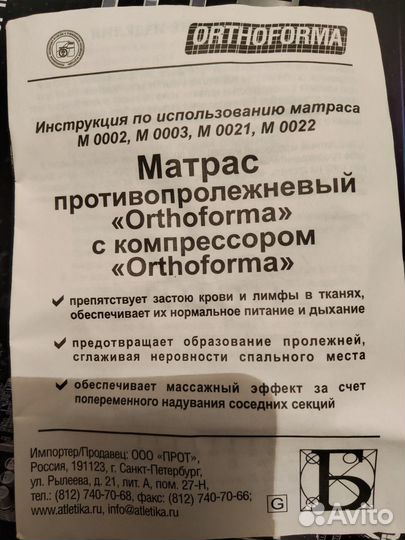 ORTHOFORMA
Инструкция по использованию матраса
М 0002, М 0003, М 0021, М 0022
Матрас
противопролежневый
«Orthoforma»
с компрессором
«Orthoforma»
препятствует застою крови и лимфы в тканях,
обеспечивает их нормальное питание и дыхание
предотвращает образование пролежней,
сглаживая неровности спального места
обеспечивает массажный эффект за счет
попеременного надувания соседних секций
Импортер/Продавец: ООО «ПРОТ»,
Россия, 191123, г. Санкт-Петербург,
ул. Рылеева, д. 21, лит. А, пом. 27-Н,
тел.: (812) 740-70-68, факс: (812) 740-70-66;
www.atletika.ru, info@atletika.ru
G
Б
Avito